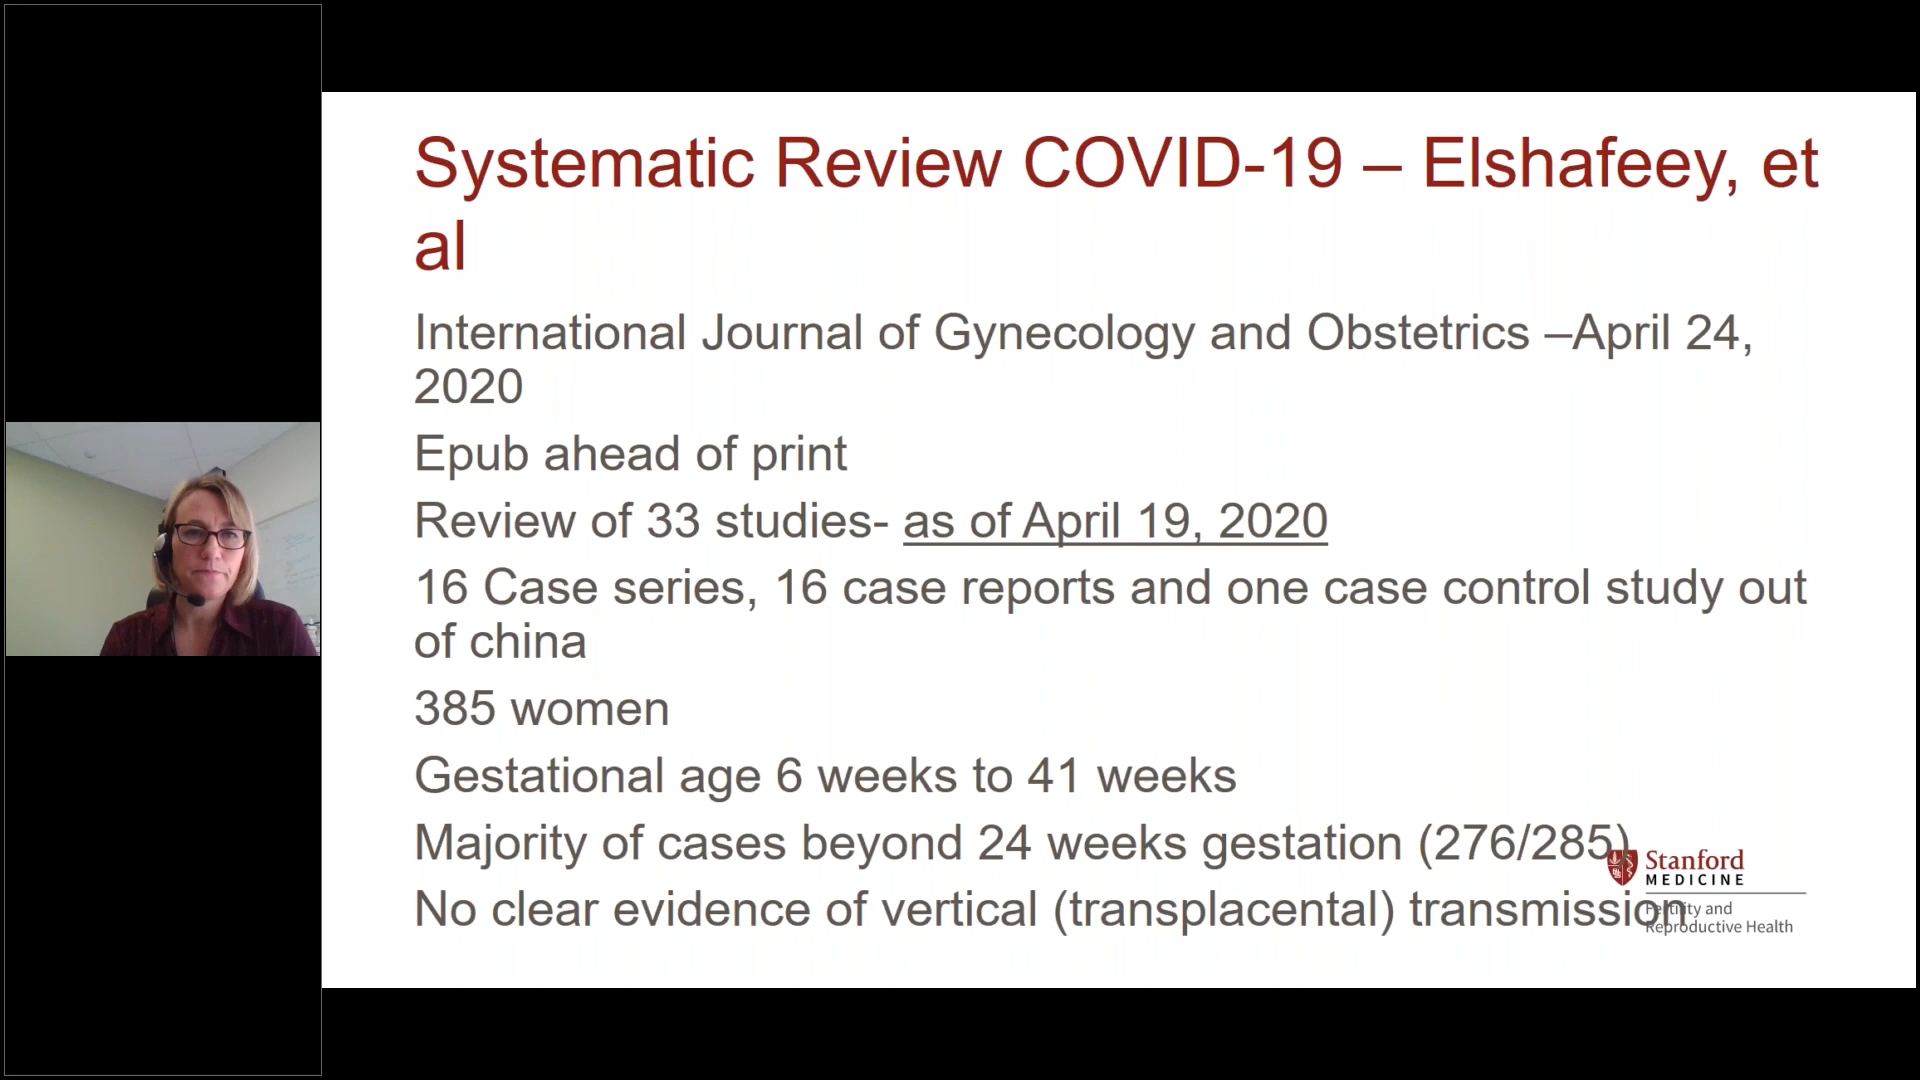 Systematic Review COVID-19 – Elshafeey, et
al
International Journal of Gynecology and Obstetrics –April 24,
2020
Epub ahead of print
Review of 33 studies- as of April 19, 2020
16 Case series, 16 case reports and one case control study out
of china
385 women
Gestational age 6 weeks to 41 weeks
Majority of cases beyond 24 weeks gestation (276/285)
No clear evidence of vertical (transplacental) transmission
Stanford
MEDICINE
Fertility and
Reproductive Health